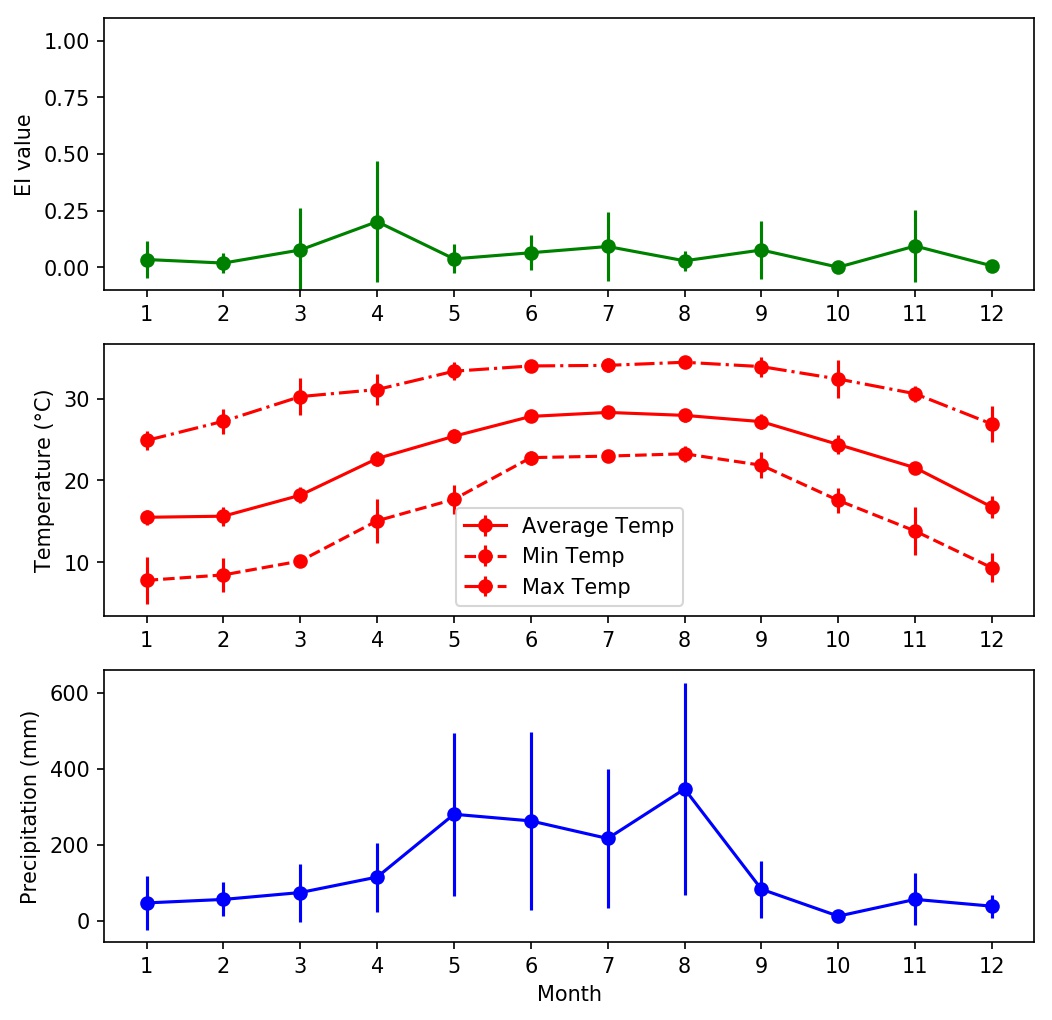 EI value
1.00
0.75
0.50
0.25
0.00
1 2 3 4 5 6 7 8 9 10 11 12
Temperature (°C)
30
20
10
Average Temp
Min Temp
Max Temp
1 2 3 4 5 6 7 8 9 10 11 12
Precipitation (mm)
600
400
200
0
1 2 3 4 5 6 7 8 9 10 11 12
Month